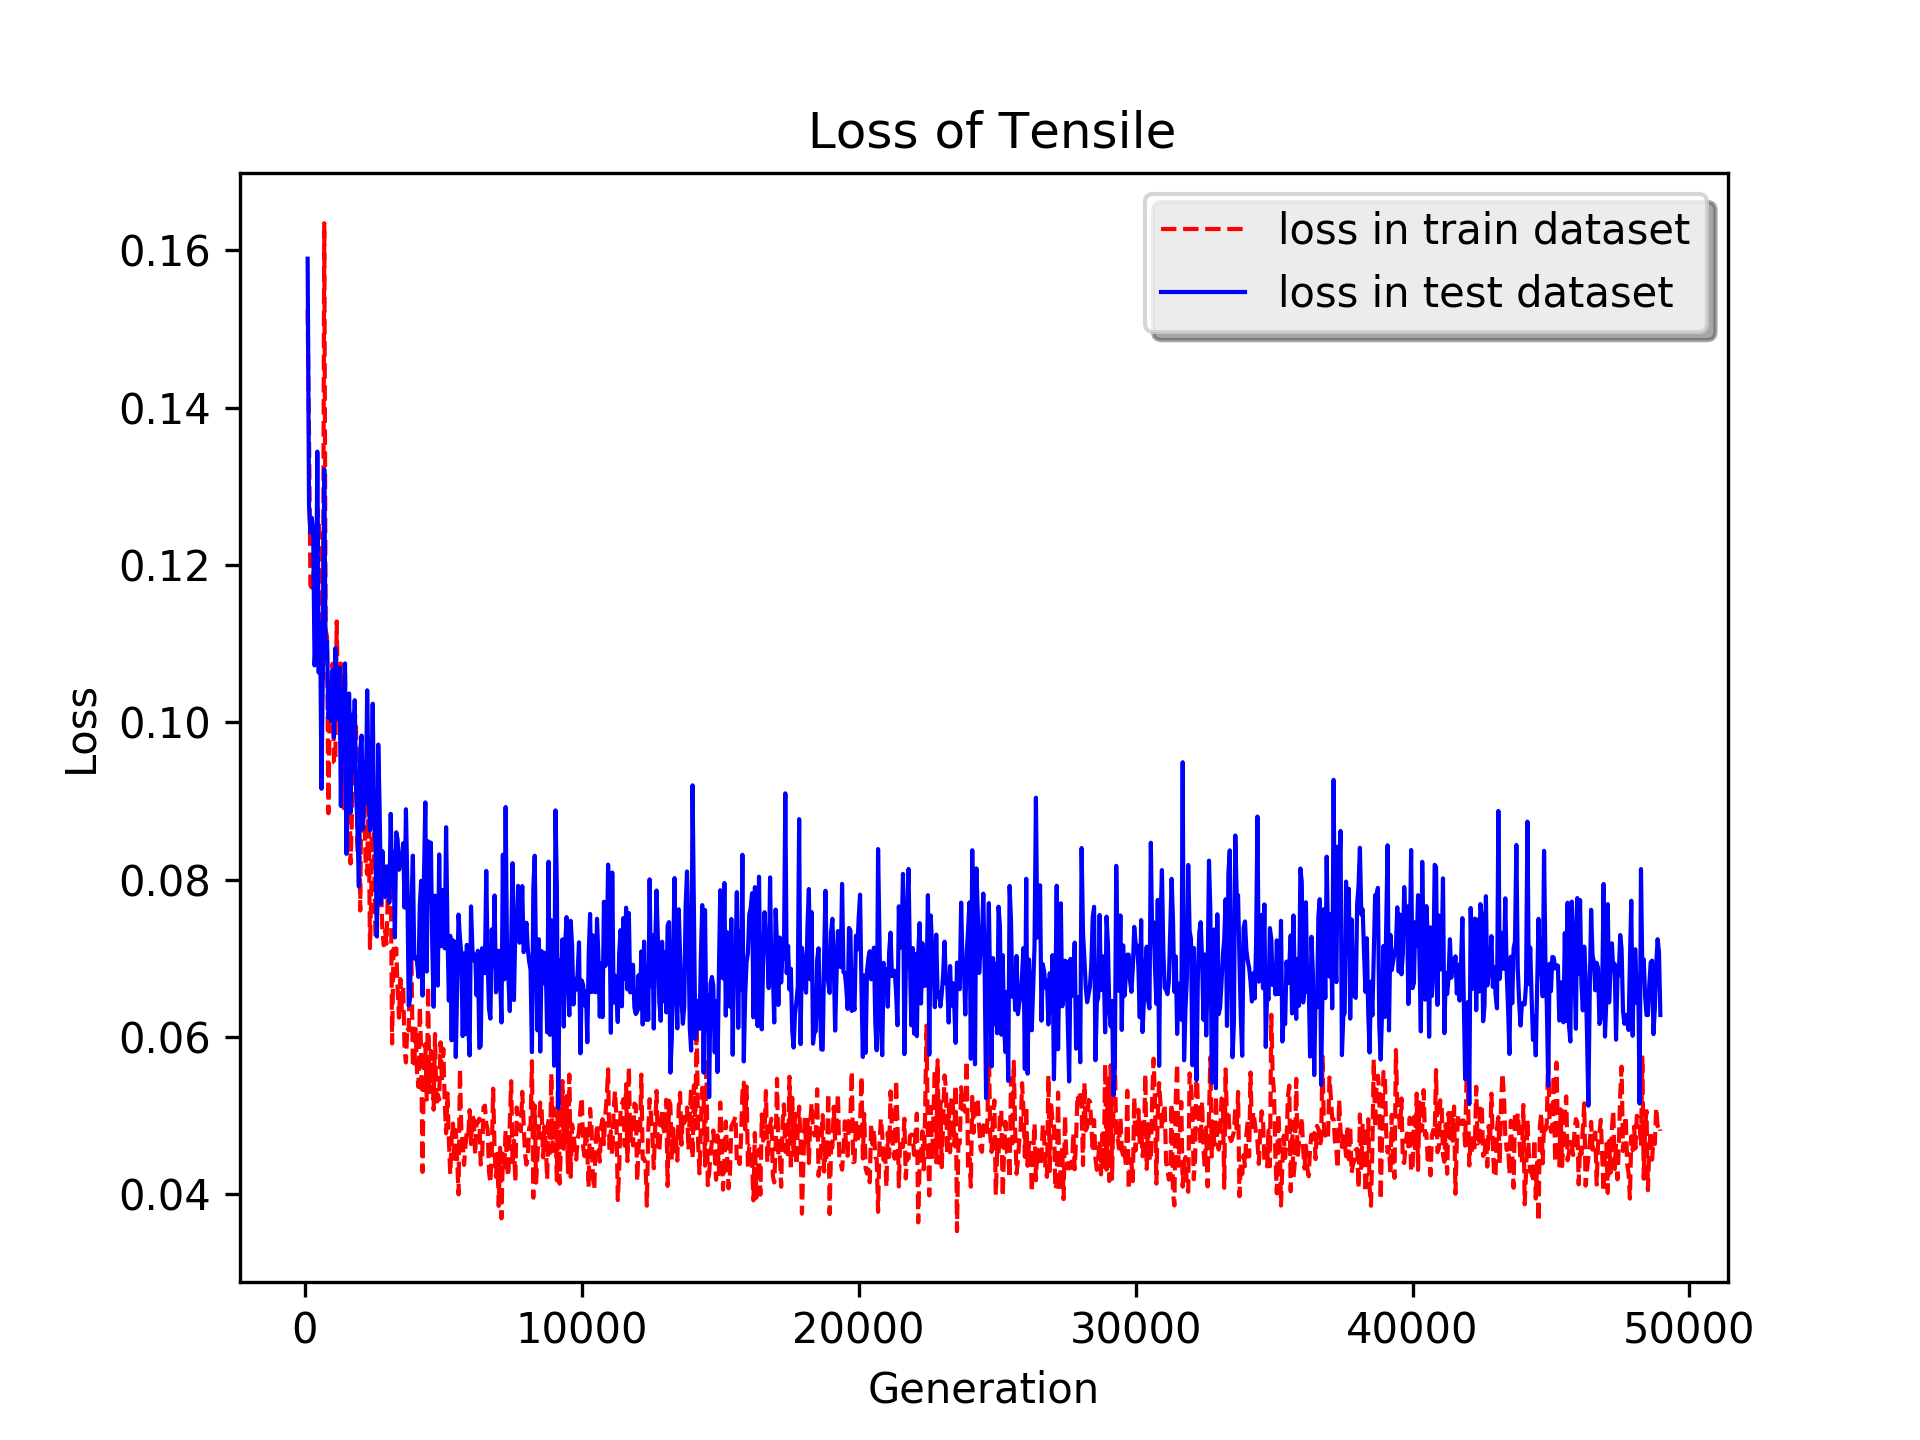 Loss of Tensile
loss in train dataset
loss in test dataset
0.16
0.14
0.12
0.10
0.08
0.06
0.04
Loss
0 10000 20000 30000 40000 50000
Generation